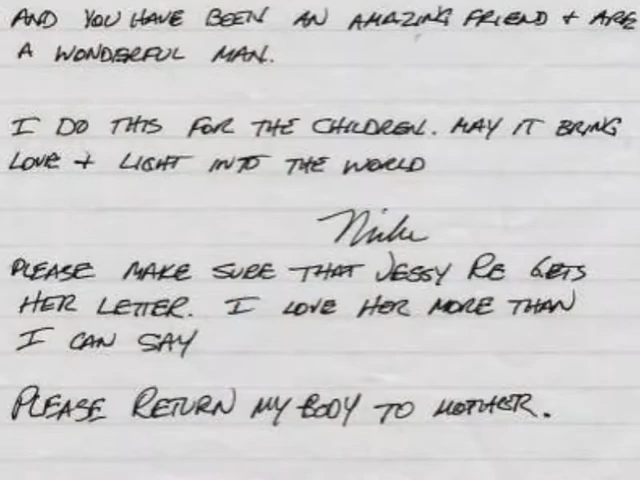 AND YOU HAVE BEEN AN AMAZING FRIEND + ARE
A WONDERFUL MAN.
I DO THIS FOR THE CHILDREN. MAY IT BRING
LOVE + LIGHT INTO THE WORLD
Mike
PLEASE MAKE SURE THAT JESSY RE GETS
HER LETTER. I LOVE HER MORE THAN
I CAN SAY
PLEASE RETURN MY BODY TO MOTHER.